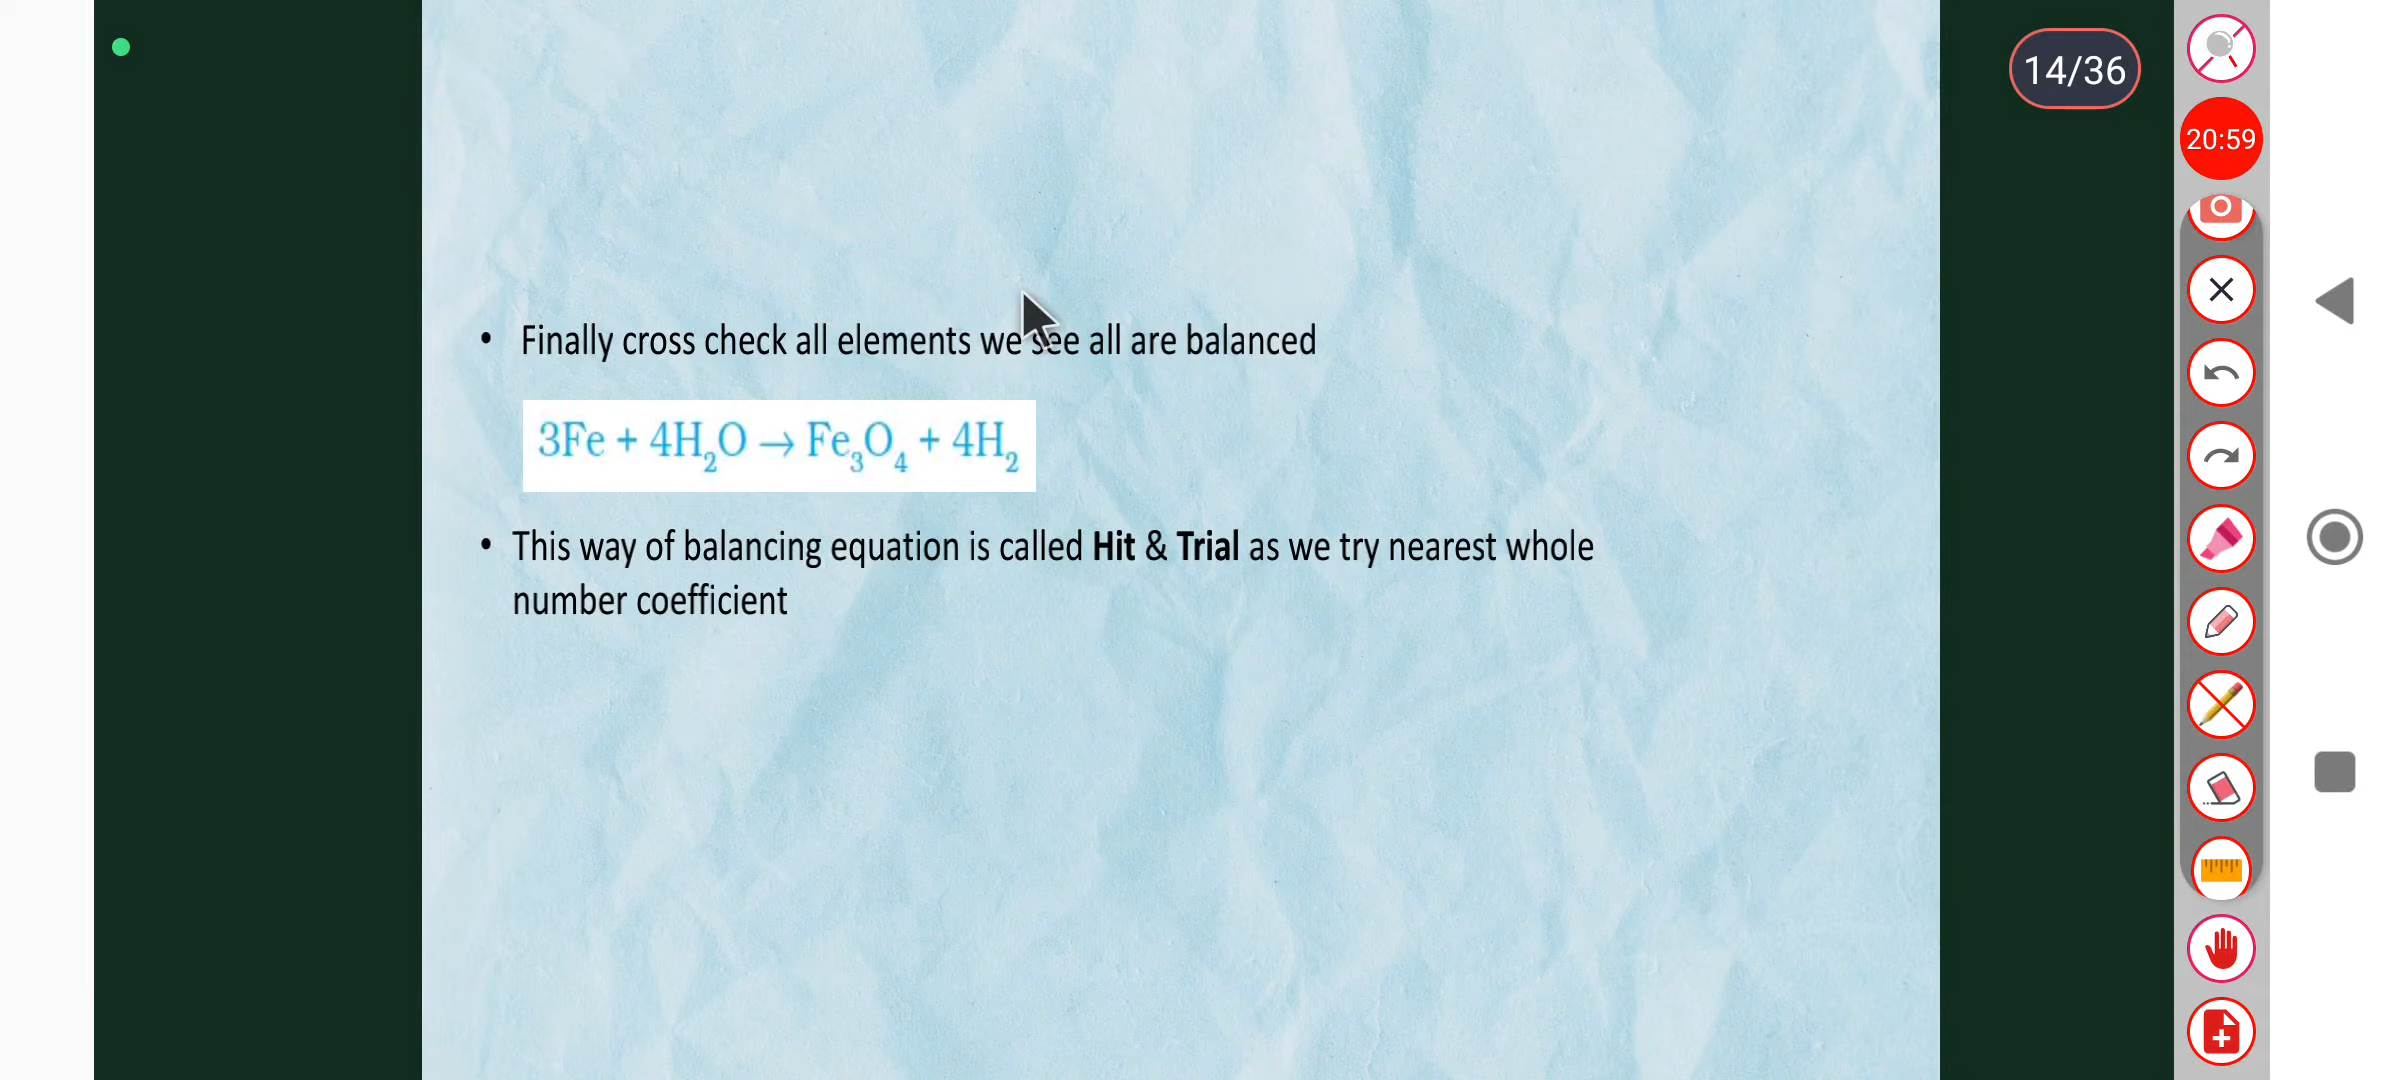 14/36
20:59
• Finally cross check all elements we see all are balanced
3Fe + 4H₂O → Fe₃O₄ + 4H₂
• This way of balancing equation is called Hit & Trial as we try nearest whole
number coefficient